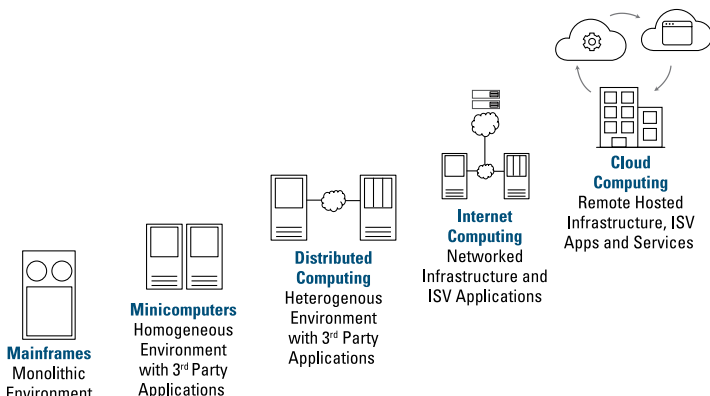 Mainframes
Monolithic
Environment
Minicomputers
Homogeneous
Environment
with 3rd Party
Applications
Distributed
Computing
Heterogenous
Environment
with 3rd Party
Applications
Internet
Computing
Networked
Infrastructure and
ISV Applications
Cloud
Computing
Remote Hosted
Infrastructure, ISV
Apps and Services